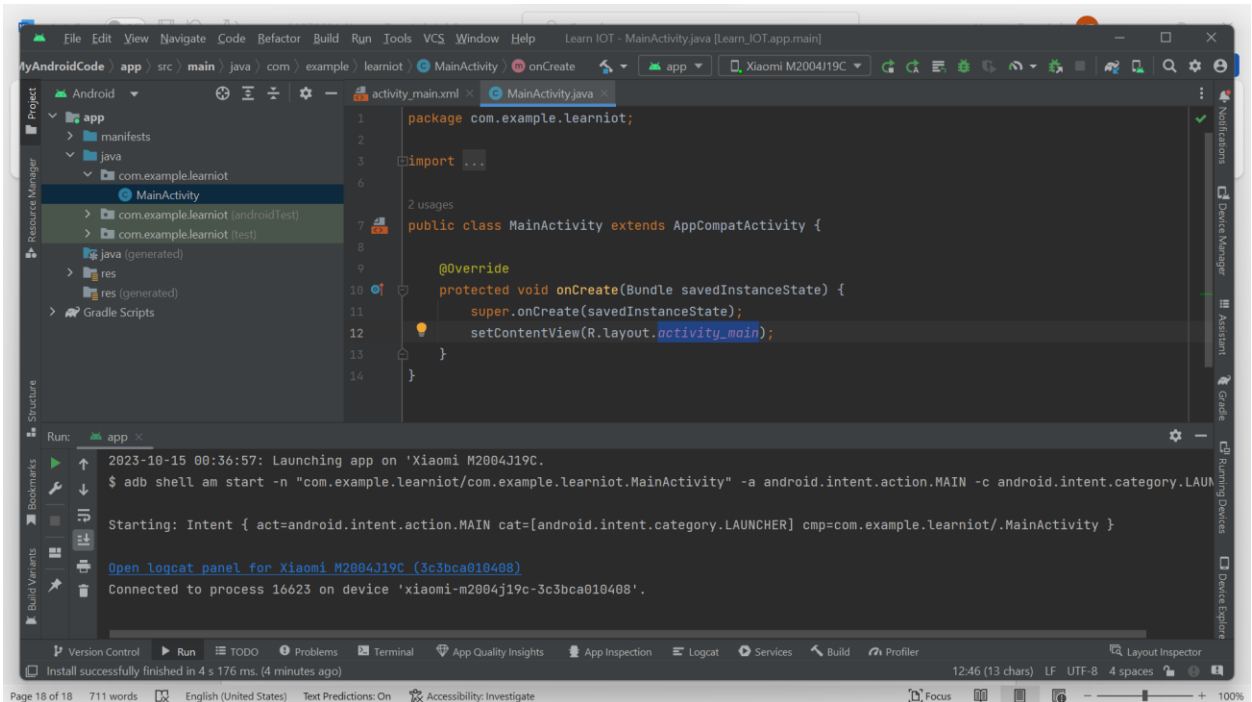 File Edit View Navigate Code Refactor Build Run Tools VCS Window Help Learn IOT - MainActivity.java [Learn_IOT.app.main]
MyAndroidCode app src main java com example learniot MainActivity onCreate app Xiaomi M2004J19C
Project
Resource Manager
Structure
Bookmarks
Build Variants
Android
app
manifests
java
com.example.learniot
MainActivity
com.example.learniot (androidTest)
com.example.learniot (test)
java (generated)
res
res (generated)
Gradle Scripts
activity_main.xml MainActivity.java
1 package com.example.learniot;
2
3 import ...
6
2 usages
7 public class MainActivity extends AppCompatActivity {
8
9 @Override
10 protected void onCreate(Bundle savedInstanceState) {
11 super.onCreate(savedInstanceState);
12 setContentView(R.layout.activity_main);
13 }
14 }
Notifications
Device Manager
Assistant
Gradle
Running Devices
Device Explore
Run: app
2023-10-15 00:36:57: Launching app on 'Xiaomi M2004J19C.
$ adb shell am start -n "com.example.learniot/com.example.learniot.MainActivity" -a android.intent.action.MAIN -c android.intent.category.LAUN
Starting: Intent { act=android.intent.action.MAIN cat=[android.intent.category.LAUNCHER] cmp=com.example.learniot/.MainActivity }
Open logcat panel for Xiaomi M2004J19C (3c3bca010408)
Connected to process 16623 on device 'xiaomi-m2004j19c-3c3bca010408'.
Version Control Run TODO Problems Terminal App Quality Insights App Inspection Logcat Services Build Profiler Layout Inspector
Install successfully finished in 4 s 176 ms. (4 minutes ago) 12:46 (13 chars) LF UTF-8 4 spaces
Page 18 of 18 711 words English (United States) Text Predictions: On Accessibility: Investigate Focus 100%